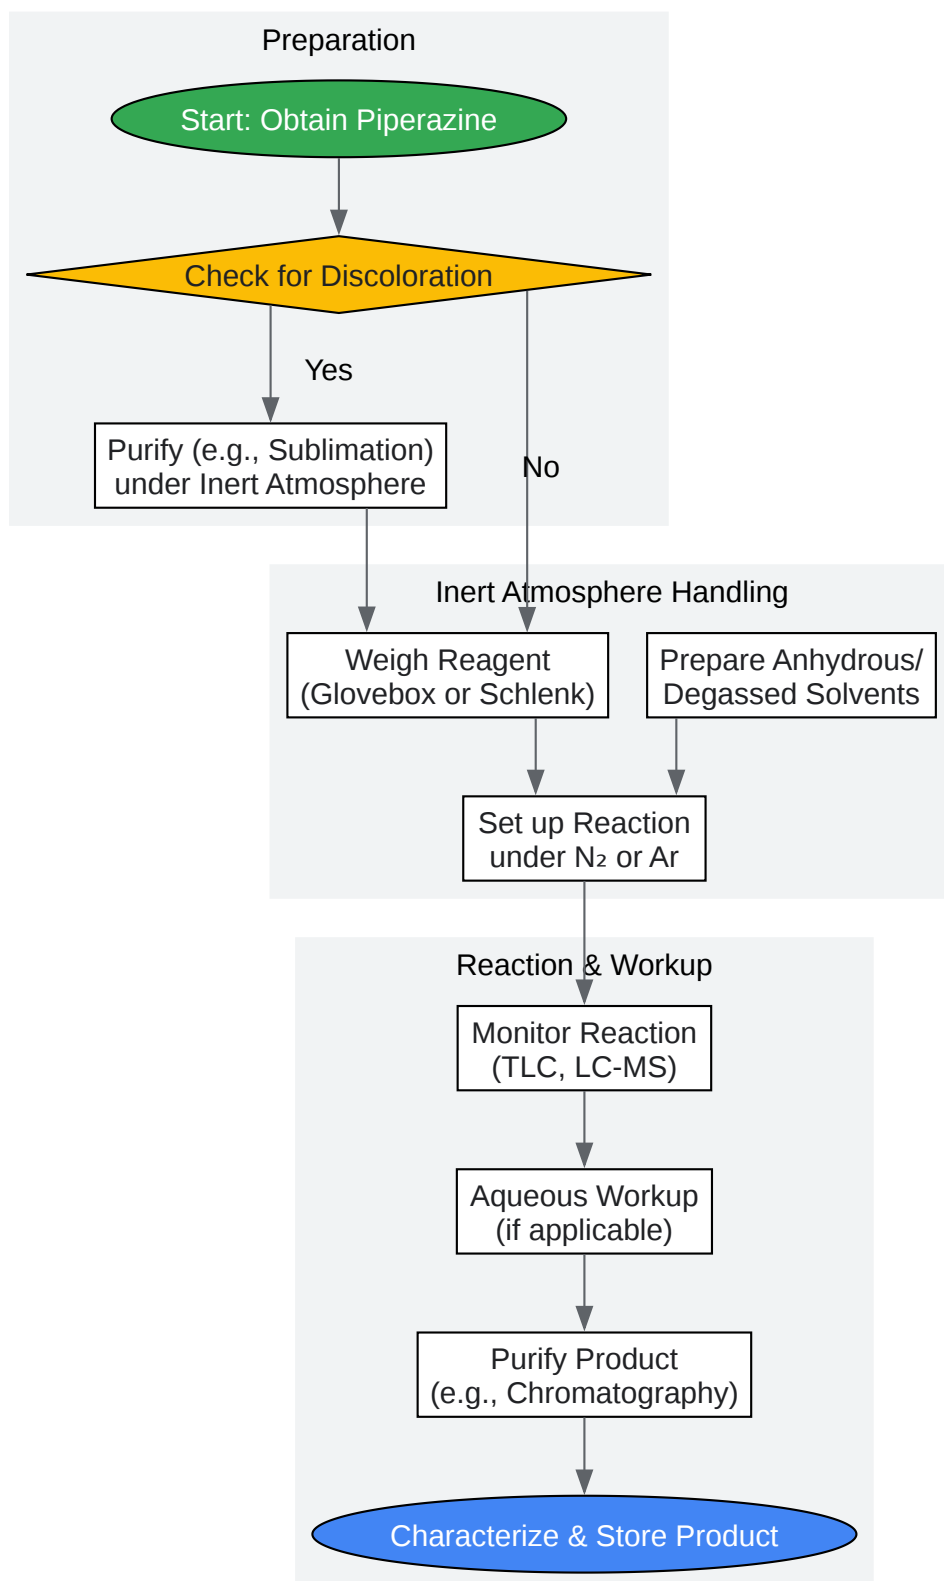 Preparation
Start: Obtain Piperazine
Check for Discoloration
Yes
Purify (e.g., Sublimation)
under Inert Atmosphere
No
Inert Atmosphere Handling
Weigh Reagent
(Glovebox or Schlenk)
Prepare Anhydrous/
Degassed Solvents
Set up Reaction
under N₂ or Ar
Reaction & Workup
Monitor Reaction
(TLC, LC-MS)
Aqueous Workup
(if applicable)
Purify Product
(e.g., Chromatography)
Characterize & Store Product